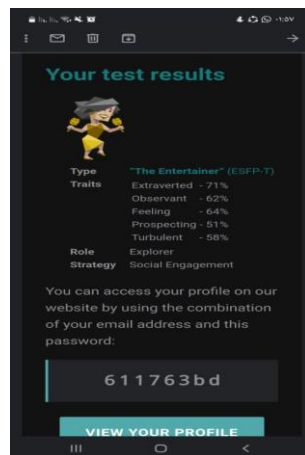 Your test results
Type "The Entertainer" (ESFP-T)
Traits Extraverted - 71%
Observant - 62%
Feeling - 64%
Prospecting - 51%
Turbulent - 58%
Role Explorer
Strategy Social Engagement
You can access your profile on our
website by using the combination
of your email address and this
password:
611763bd
VIEW YOUR PROFILE